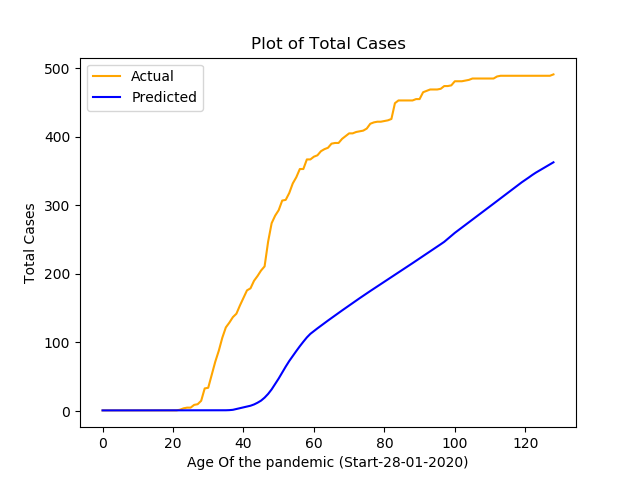 Plot of Total Cases
Actual
Predicted
500
400
300
200
100
0
Total Cases
0 20 40 60 80 100 120
Age Of the pandemic (Start-28-01-2020)